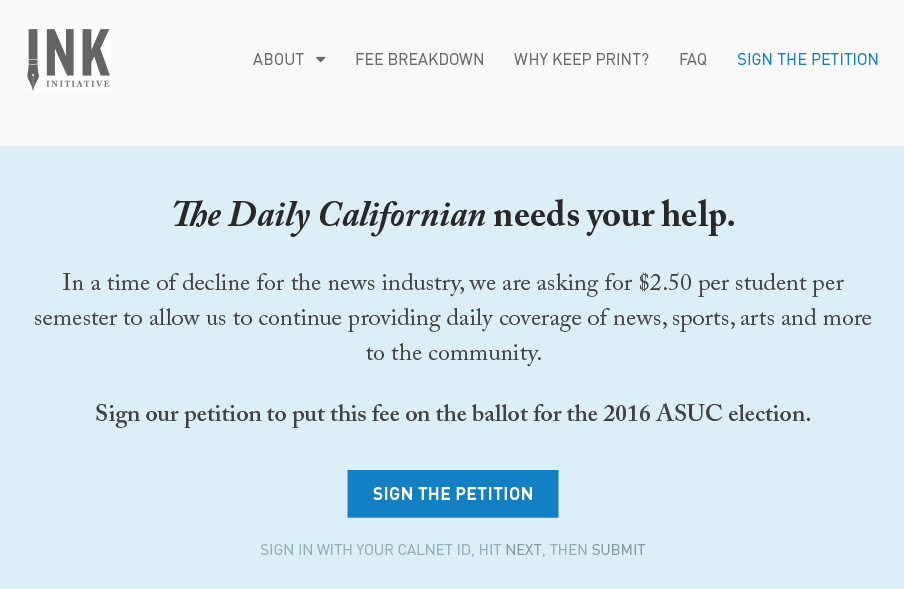 INK
INITIATIVE
ABOUT FEE BREAKDOWN WHY KEEP PRINT? FAQ SIGN THE PETITION
The Daily Californian needs your help.
In a time of decline for the news industry, we are asking for $2.50 per student per
semester to allow us to continue providing daily coverage of news, sports, arts and more
to the community.
Sign our petition to put this fee on the ballot for the 2016 ASUC election.
SIGN THE PETITION
SIGN IN WITH YOUR CALNET ID, HIT NEXT, THEN SUBMIT